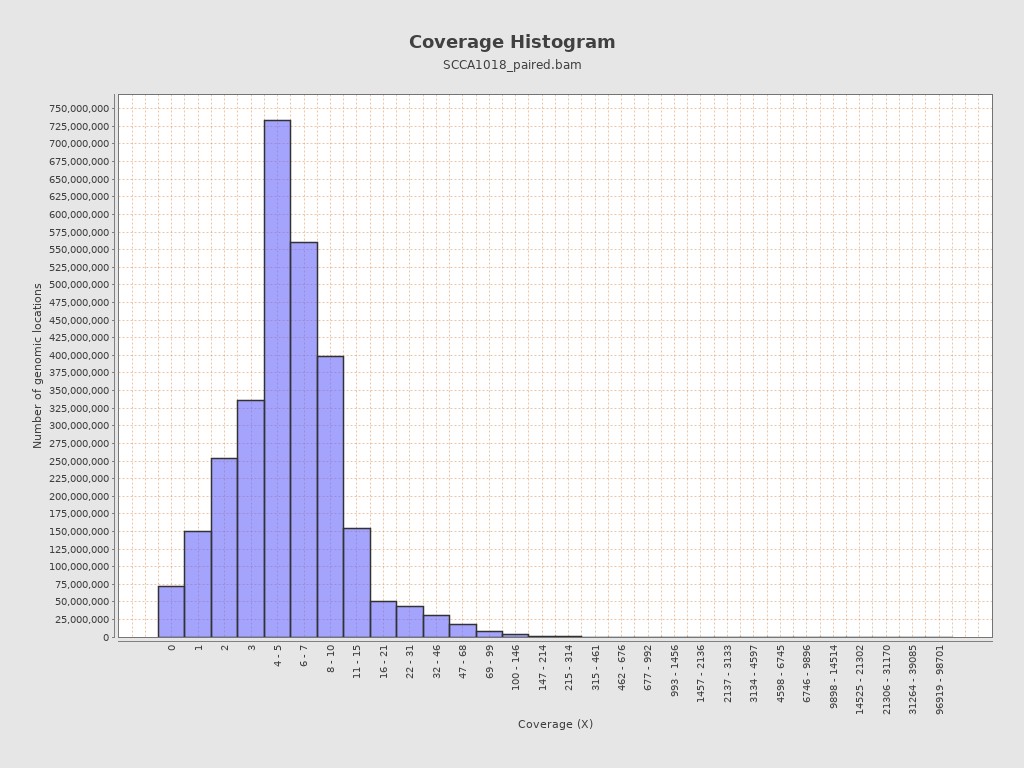 Coverage Histogram
SCCA1018_paired.bam
Number of genomic locations
750,000,000
725,000,000
700,000,000
675,000,000
650,000,000
625,000,000
600,000,000
575,000,000
550,000,000
525,000,000
500,000,000
475,000,000
450,000,000
425,000,000
400,000,000
375,000,000
350,000,000
325,000,000
300,000,000
275,000,000
250,000,000
225,000,000
200,000,000
175,000,000
150,000,000
125,000,000
100,000,000
75,000,000
50,000,000
25,000,000
0
0
1
2
3
4 - 5
6 - 7
8 - 10
11 - 15
16 - 21
22 - 31
32 - 46
47 - 68
69 - 99
100 - 146
147 - 214
215 - 314
315 - 461
462 - 676
677 - 992
993 - 1456
1457 - 2136
2137 - 3133
3134 - 4597
4598 - 6745
6746 - 9896
9898 - 14514
14525 - 21302
21306 - 31170
31264 - 39085
96919 - 98701
Coverage (X)